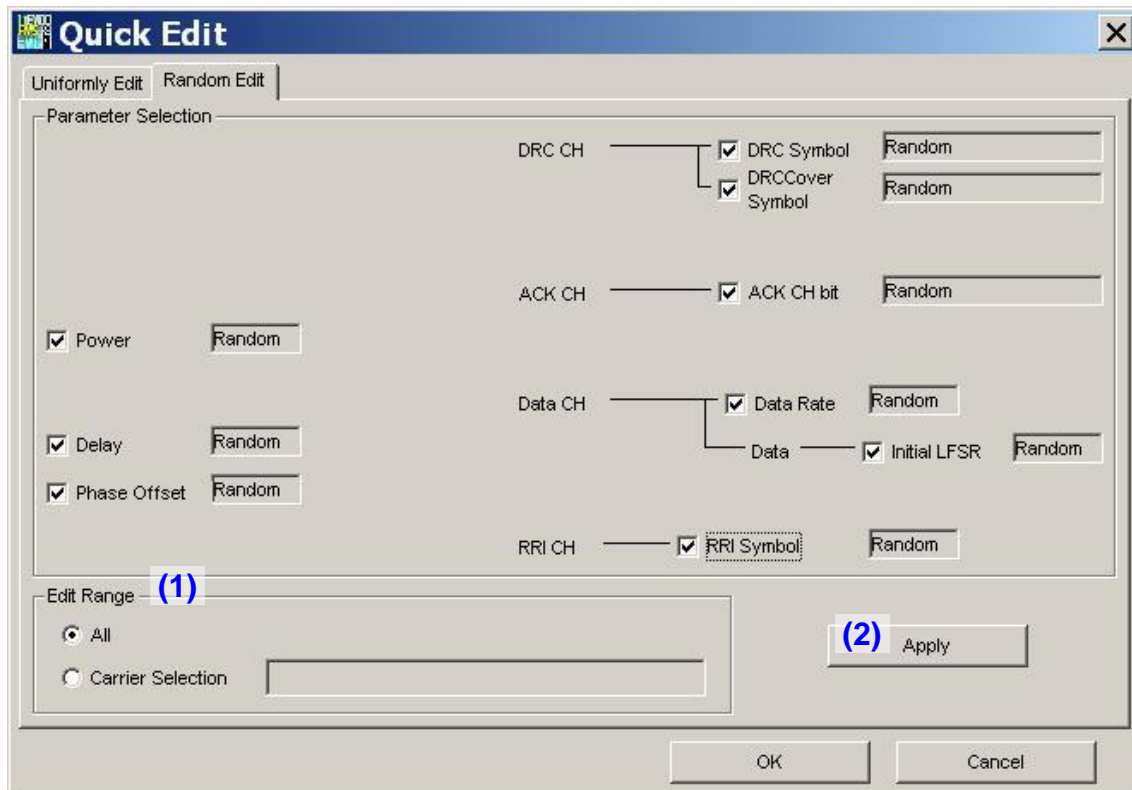 Quick Edit
Uniformly Edit
Random Edit
Parameter Selection
DRC CH
DRC Symbol
Random
DRCCover
Symbol
Random
ACK CH
ACK CH bit
Random
Power
Random
Data CH
Data Rate
Random
Delay
Random
Data
Initial LFSR
Random
Phase Offset
Random
RRI CH
RRI Symbol
Random
Edit Range
(1)
All
Carrier Selection
(2)
Apply
OK
Cancel